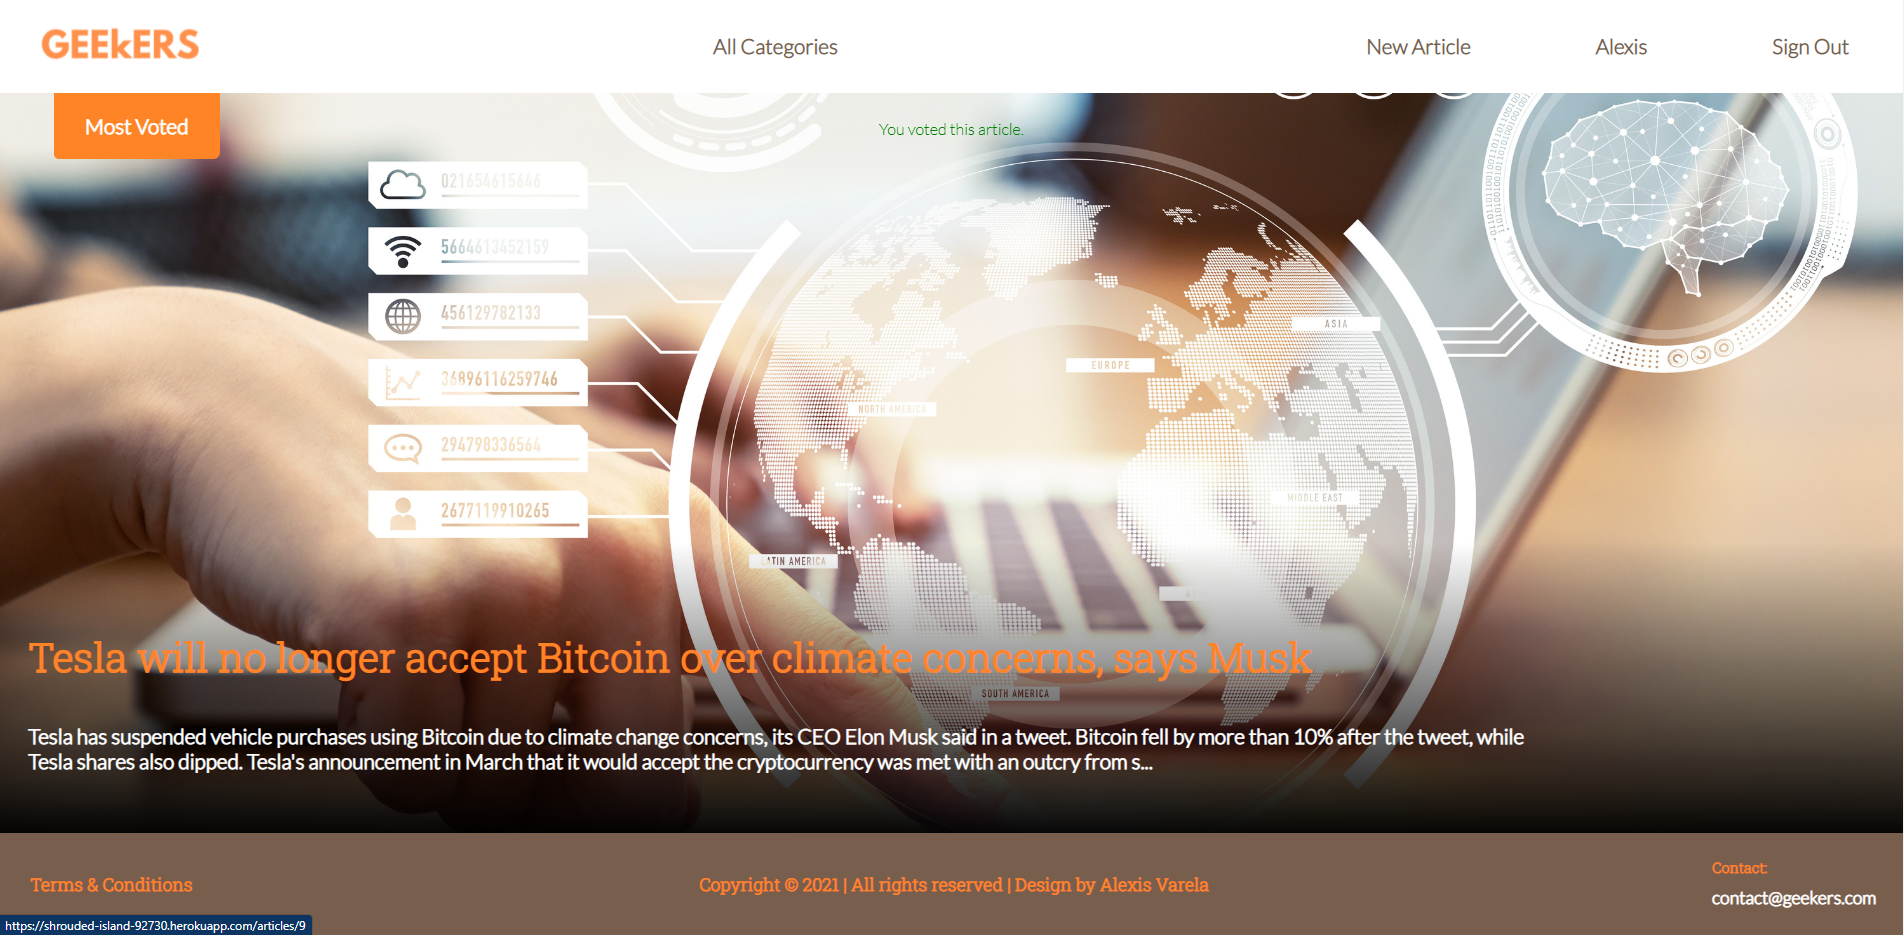 GEEkERS
All Categories
New Article
Alexis
Sign Out
Most Voted
You voted this article.
021654615646
5664613452159
456129782133
36896116259746
294798336564
2677119910265
ASIA
EUROPE
NORTH AMERICA
MIDDLE EAST
LATIN AMERICA
SOUTH AMERICA
Tesla will no longer accept Bitcoin over climate concerns, says Musk
Tesla has suspended vehicle purchases using Bitcoin due to climate change concerns, its CEO Elon Musk said in a tweet. Bitcoin fell by more than 10% after the tweet, while
Tesla shares also dipped. Tesla's announcement in March that it would accept the cryptocurrency was met with an outcry from s...
Terms & Conditions
Copyright © 2021 | All rights reserved | Design by Alexis Varela
Contact:
contact@geekers.com
https://shrouded-island-92730.herokuapp.com/articles/9